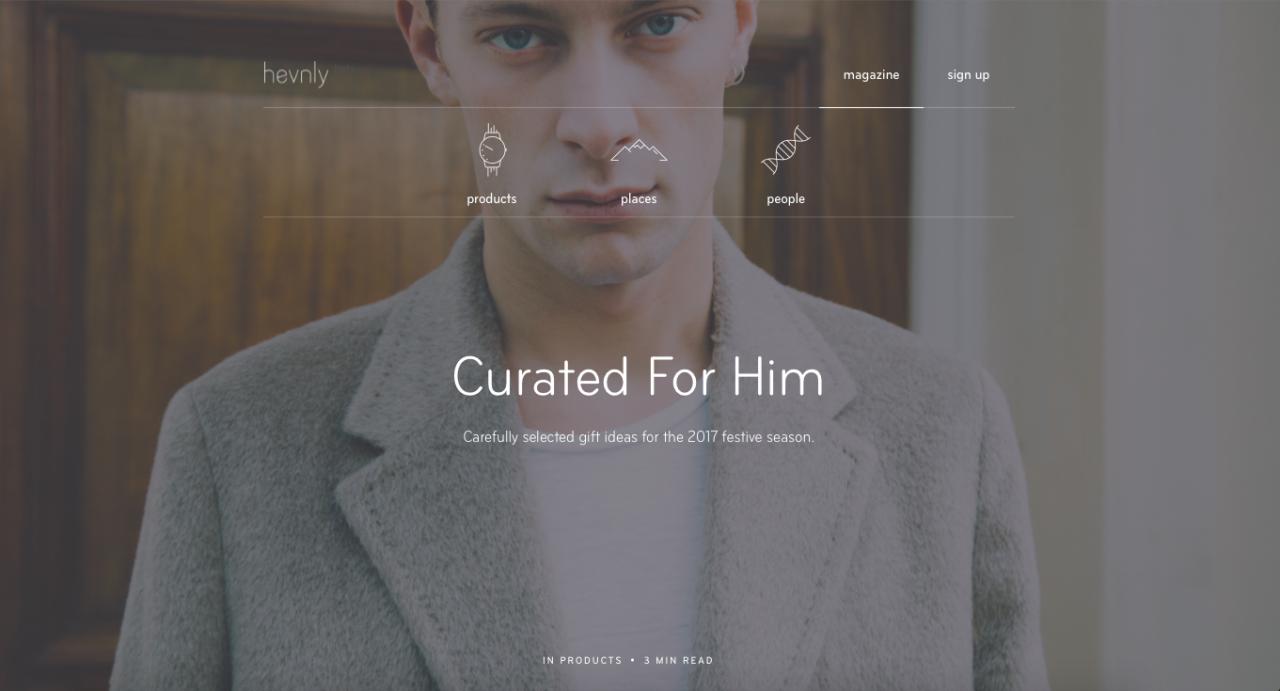 hevnly
magazine
sign up
products
places
people
Curated For Him
Carefully selected gift ideas for the 2017 festive season.
IN PRODUCTS • 3 MIN READ